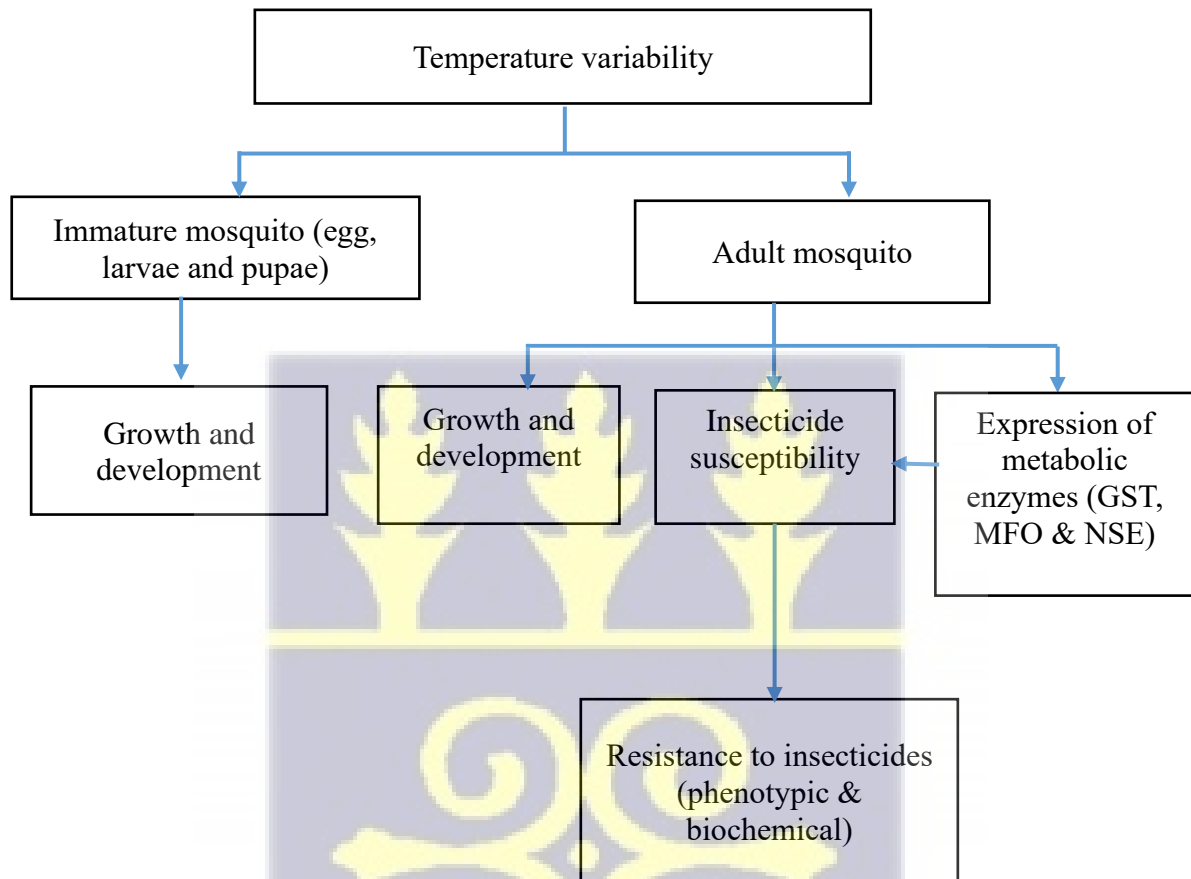 Temperature variability
Immature mosquito (egg,
larvae and pupae)
Adult mosquito
Growth and
development
Growth and
development
Insecticide
susceptibility
Expression of
metabolic
enzymes (GST,
MFO & NSE)
Resistance to insecticides
(phenotypic &
biochemical)